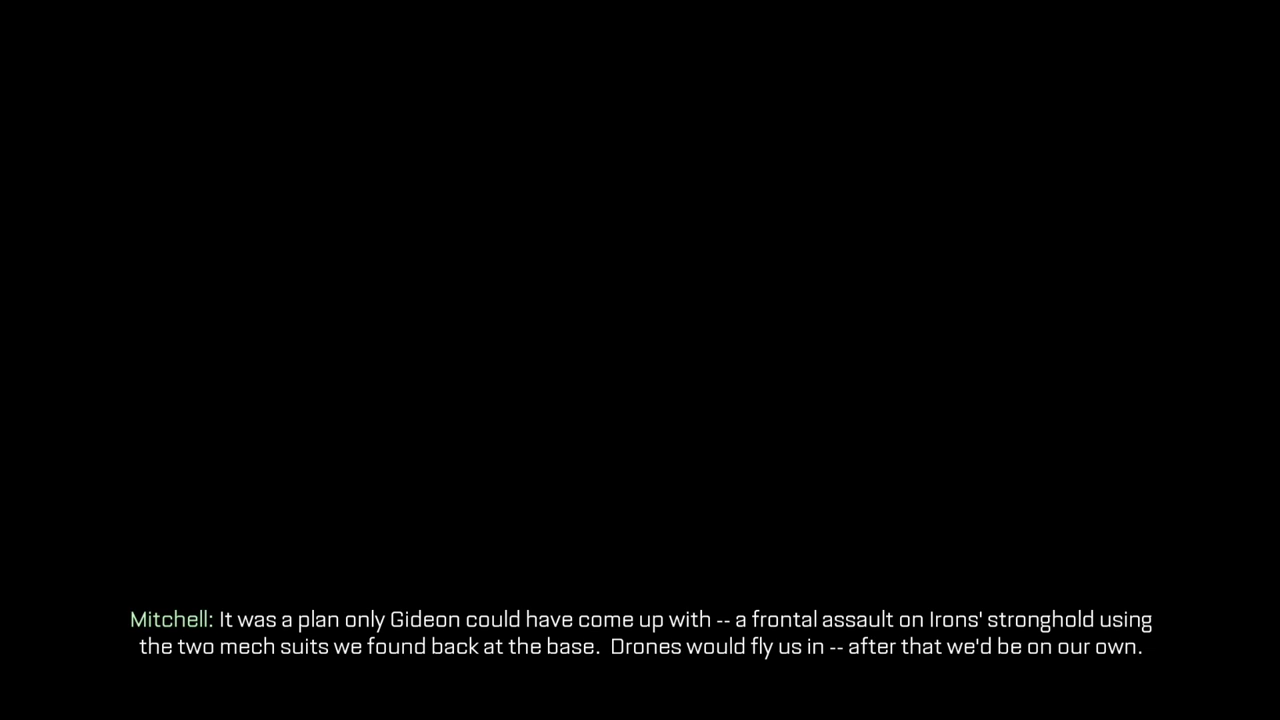 Mitchell: It was a plan only Gideon could have come up with -- a frontal assault on Irons' stronghold using
the two mech suits we found back at the base.  Drones would fly us in -- after that we'd be on our own.